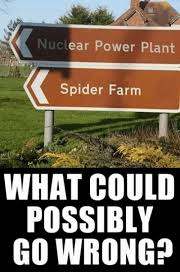 Nuclear Power Plant
Spider Farm
WHAT COULD
POSSIBLY
GO WRONG?